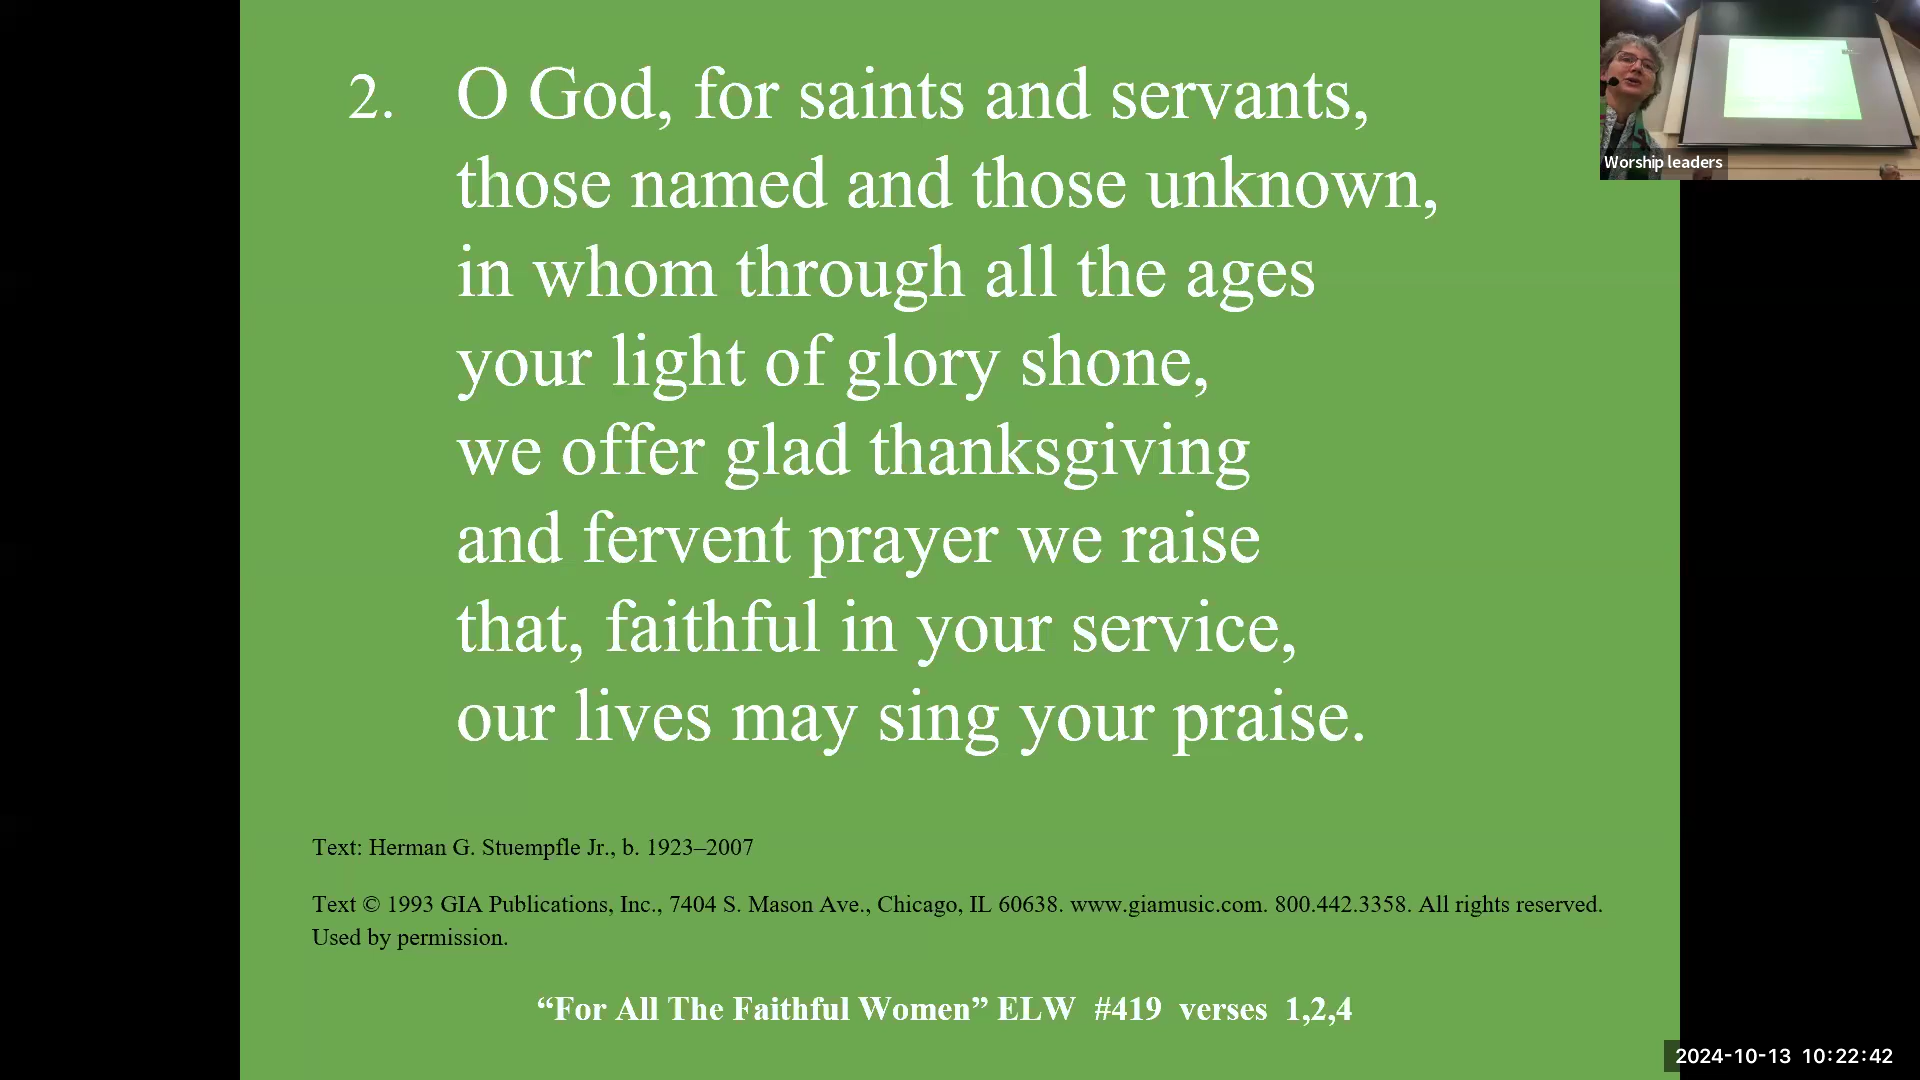 2. O God, for saints and servants,
those named and those unknown,
in whom through all the ages
your light of glory shone,
we offer glad thanksgiving
and fervent prayer we raise
that, faithful in your service,
our lives may sing your praise.
Text: Herman G. Stuempfle Jr., b. 1923–2007
Text © 1993 GIA Publications, Inc., 7404 S. Mason Ave., Chicago, IL 60638. www.giamusic.com. 800.442.3358. All rights reserved.
Used by permission.
“For All The Faithful Women” ELW #419 verses 1,2,4
Worship leaders
2024-10-13 10:22:42